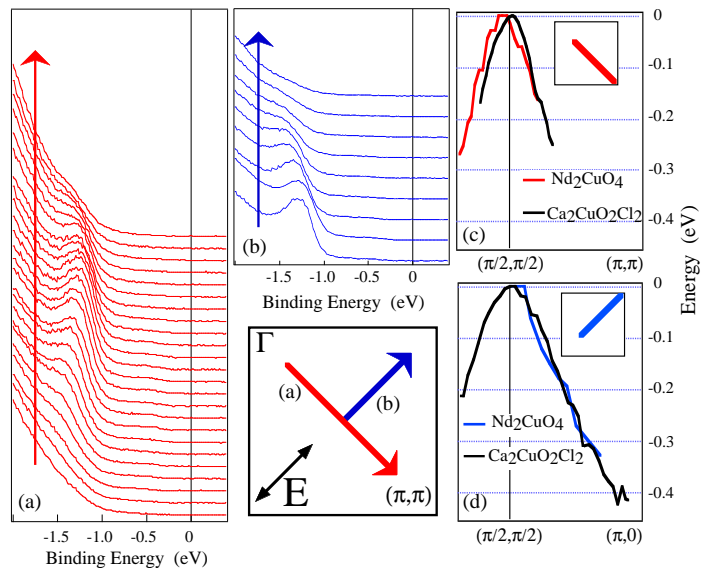 (a)
-1.5
-1.0
-0.5
0
Binding Energy (eV)
(b)
-1.5
-1.0
-0.5
0
Binding Energy (eV)
Γ
(a)
(b)
E
(π,π)
0
-0.1
-0.2
-0.3
-0.4
Nd₂CuO₄
Ca₂CuO₂Cl₂
(c)
(π/2,π/2)
(π,π)
Energy (eV)
0
-0.1
-0.2
-0.3
-0.4
Nd₂CuO₄
Ca₂CuO₂Cl₂
(d)
(π/2,π/2)
(π,0)